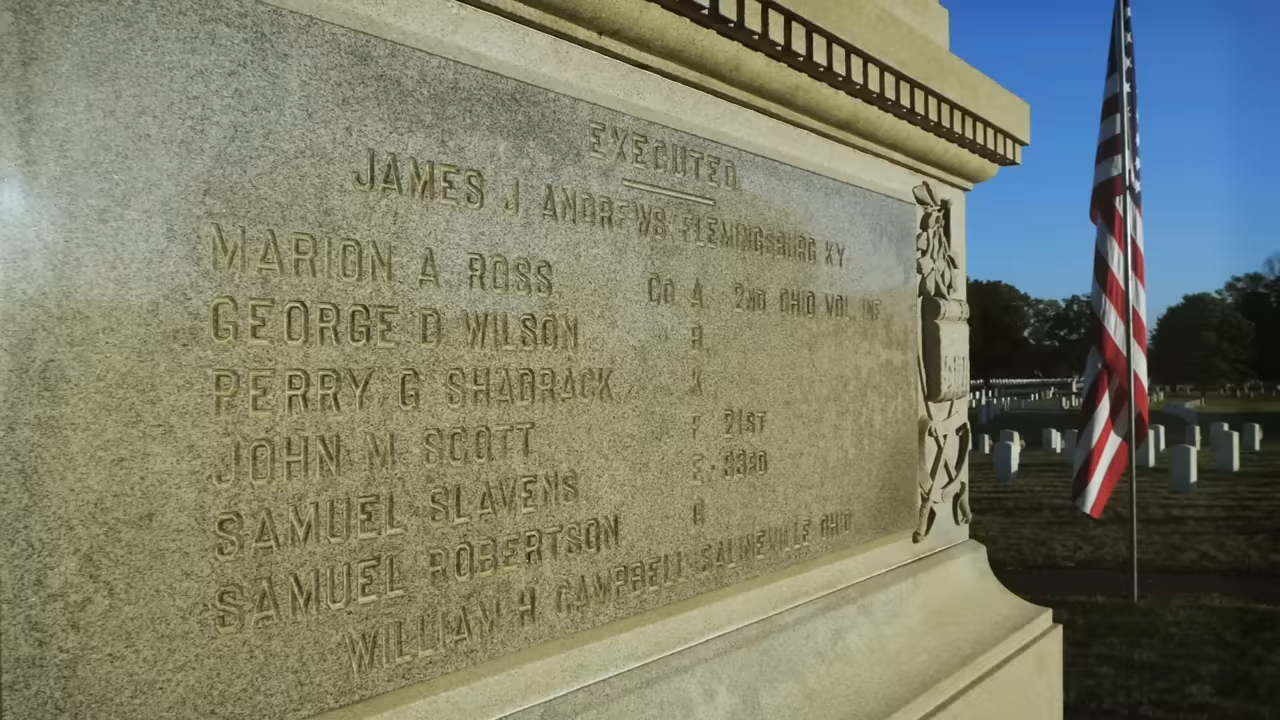 EXECUTED
JAMES J ANDREWS FLEMINGSBURG KY
MARION A ROSS CO A 2ND OHIO VOL INF
GEORGE D WILSON B
PERRY G SHADRACK K
JOHN M SCOTT F 21ST
SAMUEL SLAVENS E 33RD
SAMUEL ROBERTSON
WILLIAM H CAMPBELL SALINEVILLE OHIO